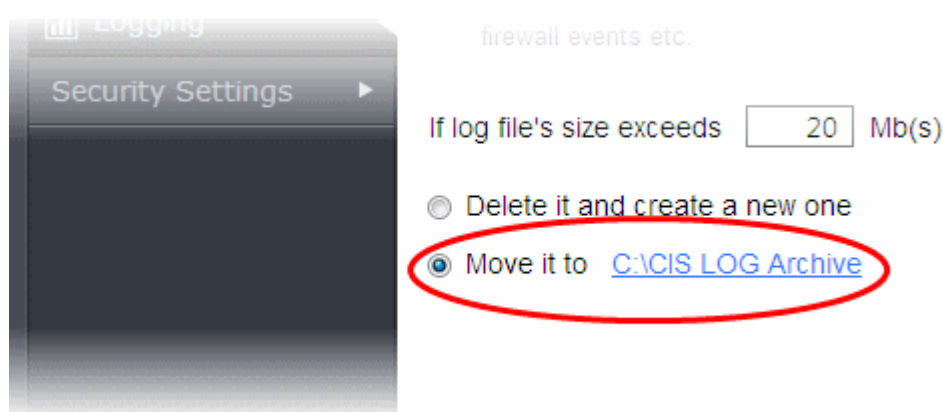 Logging
firewall events etc.
Security Settings
If log file's size exceeds 20 Mb(s)
Delete it and create a new one
Move it to C:\CIS LOG Archive